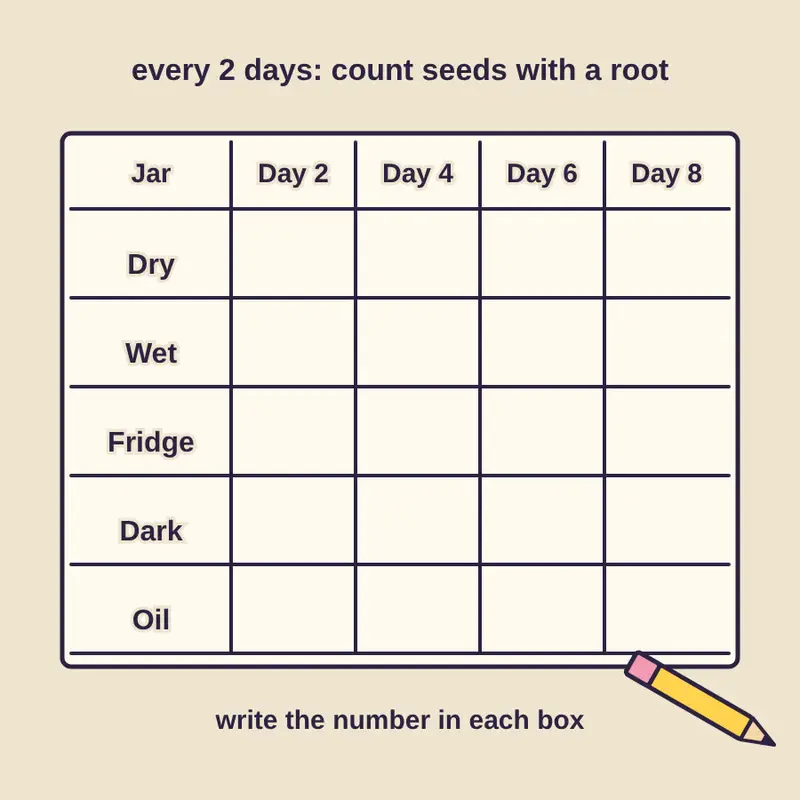 every 2 days: count seeds with a root
Jar Day 2 Day 4 Day 6 Day 8
Dry
Wet
Fridge
Dark
Oil
write the number in each box